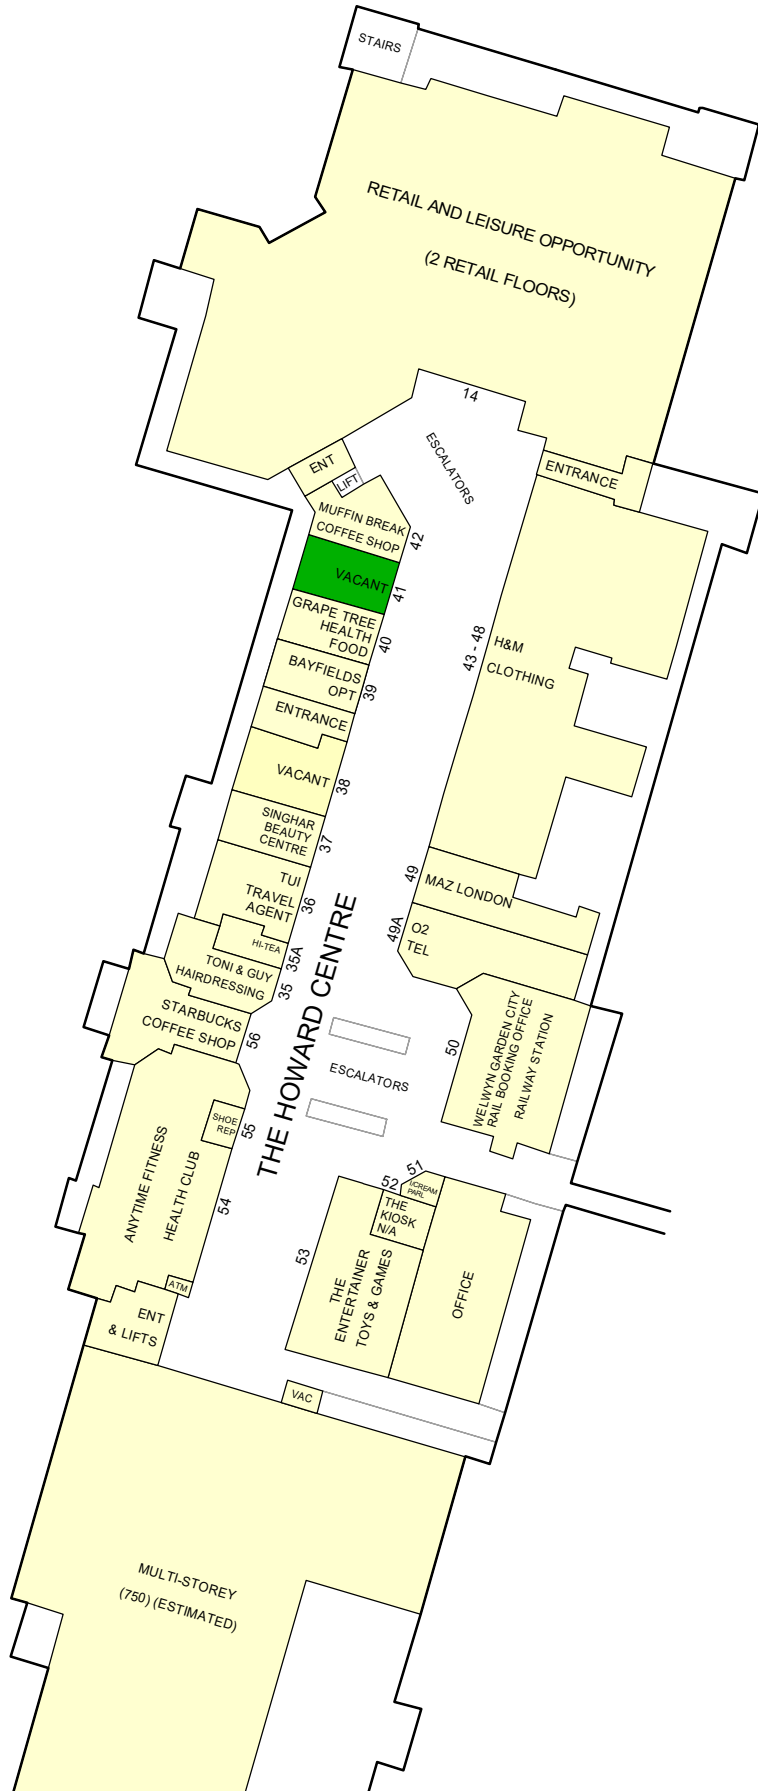 STAIRS
RETAIL AND LEISURE OPPORTUNITY
(2 RETAIL FLOORS)
14
ESCALATORS
ENT
LIFT
ENTRANCE
MUFFIN BREAK
COFFEE SHOP
42
VACANT
41
GRAPE TREE
HEALTH
FOOD
40
BAYFIELDS
OPT
39
ENTRANCE
43 - 48
H&M
CLOTHING
VACANT
38
SINGHAR
BEAUTY
CENTRE
37
TUI
TRAVEL
AGENT
36
49
MAZ LONDON
HI-TEA
35A
49A
O2
TEL
TONI & GUY
HAIRDRESSING
35
STARBUCKS
COFFEE SHOP
56
THE HOWARD CENTRE
ESCALATORS
50
WELWYN GARDEN CITY
RAIL BOOKING OFFICE
RAILWAY STATION
SHOE
REP
55
ANYTIME FITNESS
HEALTH CLUB
54
51
52
I/CREAM
PARL
THE
KIOSK
N/A
53
THE
ENTERTAINER
TOYS & GAMES
OFFICE
ATM
ENT
& LIFTS
VAC
MULTI-STOREY
(750) (ESTIMATED)